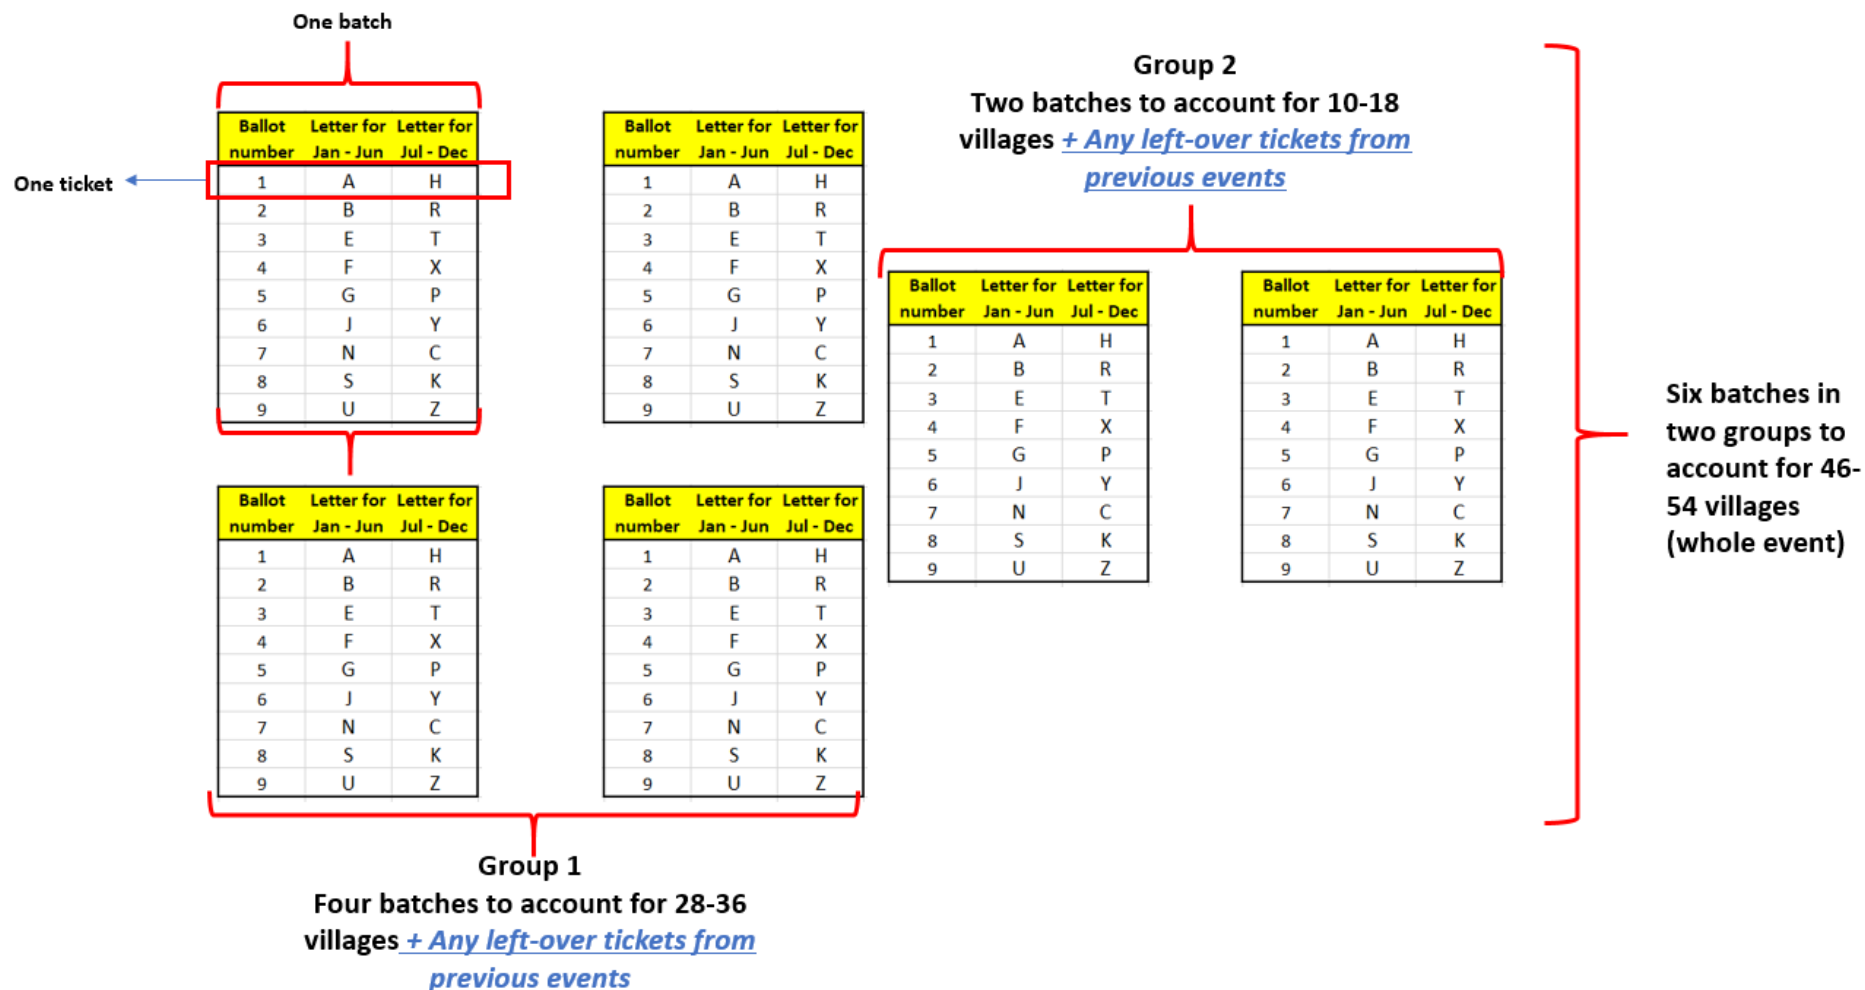 One batch
Ballot number Letter for Jan - Jun Letter for Jul - Dec
One ticket
1 A H
2 B R
3 E T
4 F X
5 G P
6 J Y
7 N C
8 S K
9 U Z
Ballot number Letter for Jan - Jun Letter for Jul - Dec
1 A H
2 B R
3 E T
4 F X
5 G P
6 J Y
7 N C
8 S K
9 U Z
Ballot number Letter for Jan - Jun Letter for Jul - Dec
1 A H
2 B R
3 E T
4 F X
5 G P
6 J Y
7 N C
8 S K
9 U Z
Ballot number Letter for Jan - Jun Letter for Jul - Dec
1 A H
2 B R
3 E T
4 F X
5 G P
6 J Y
7 N C
8 S K
9 U Z
Group 1
Four batches to account for 28-36
villages + Any left-over tickets from
previous events
Group 2
Two batches to account for 10-18
villages + Any left-over tickets from
previous events
Ballot number Letter for Jan - Jun Letter for Jul - Dec
1 A H
2 B R
3 E T
4 F X
5 G P
6 J Y
7 N C
8 S K
9 U Z
Ballot number Letter for Jan - Jun Letter for Jul - Dec
1 A H
2 B R
3 E T
4 F X
5 G P
6 J Y
7 N C
8 S K
9 U Z
Six batches in
two groups to
account for 46-
54 villages
(whole event)